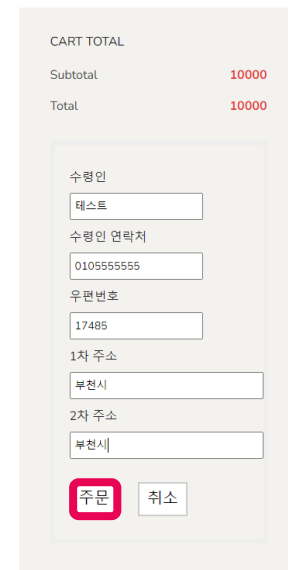 CART TOTAL
Subtotal 10000
Total 10000
수령인
테스트
수령인 연락처
0105555555
우편번호
17485
1차 주소
부천시
2차 주소
부천시
주문 취소